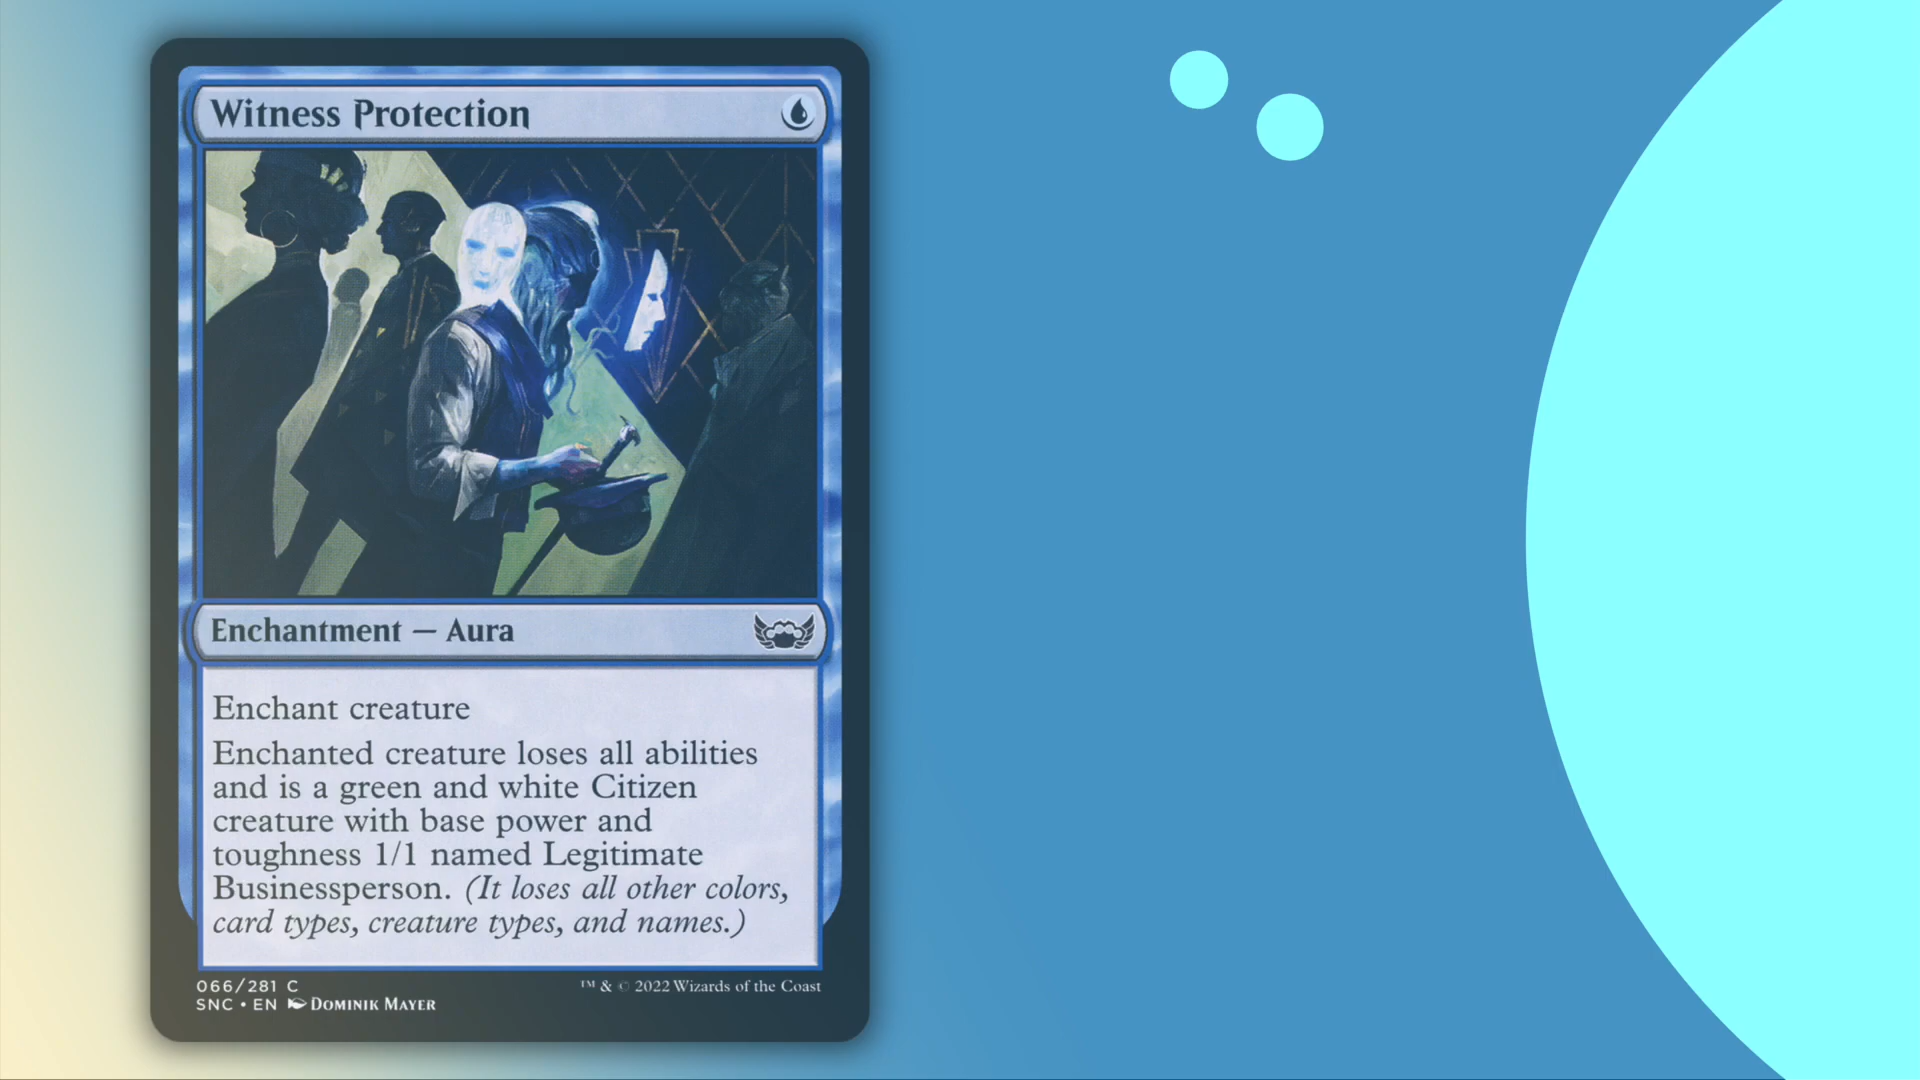 Witness Protection
Enchantment — Aura
Enchant creature
Enchanted creature loses all abilities
and is a green and white Citizen
creature with base power and
toughness 1/1 named Legitimate
Businessperson. (It loses all other colors,
card types, creature types, and names.)
066/281 C
SNC • EN Dominik Mayer
™ & © 2022 Wizards of the Coast